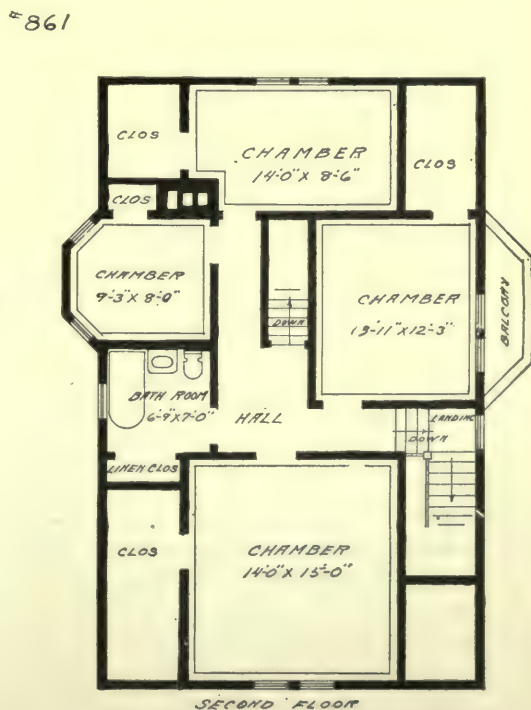 #861
CLOS
CHAMBER
14'-0" X 8'-6"
CLOS
CLOS
CHAMBER
9'-3" X 8'-0"
CHAMBER
13'-11" X 12'-3"
BALCONY
DOWN
BATH ROOM
6'-9" X 7'-0"
HALL
LANDING
DOWN
LINEN CLOS
CLOS
CHAMBER
14'-0" X 15'-0"
SECOND FLOOR